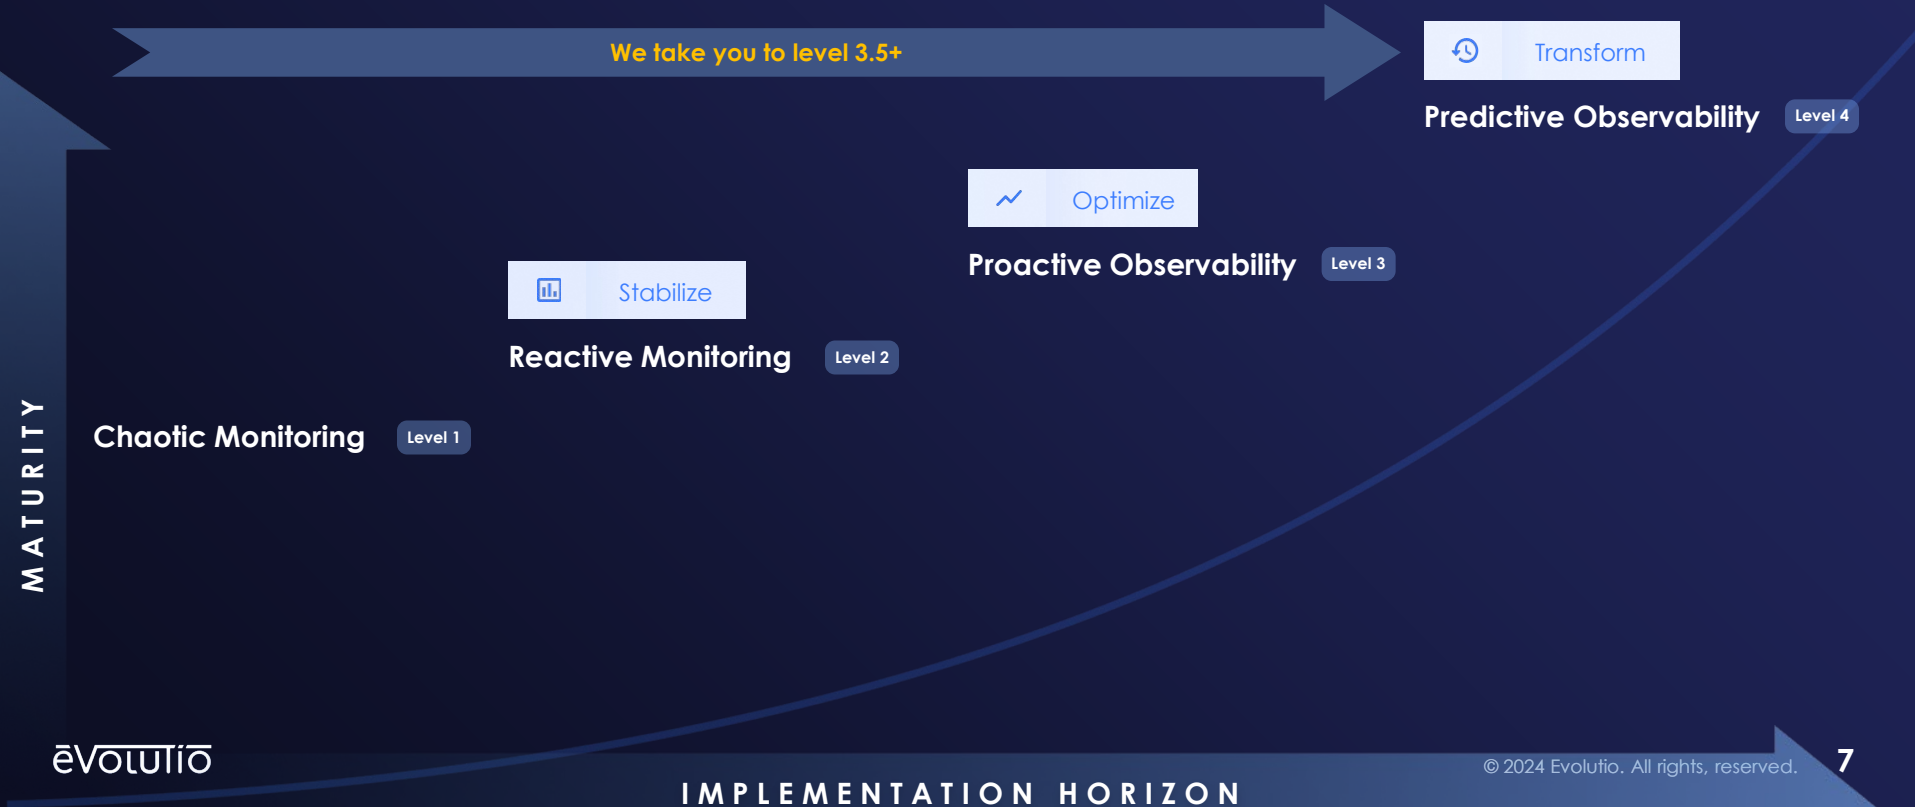 We take you to level 3.5+
Transform
Predictive Observability Level 4
Optimize
Proactive Observability Level 3
Stabilize
Reactive Monitoring Level 2
Chaotic Monitoring Level 1
MATURITY
ēVolutio
© 2024 Evolutio. All rights, reserved.
7
IMPLEMENTATION HORIZON